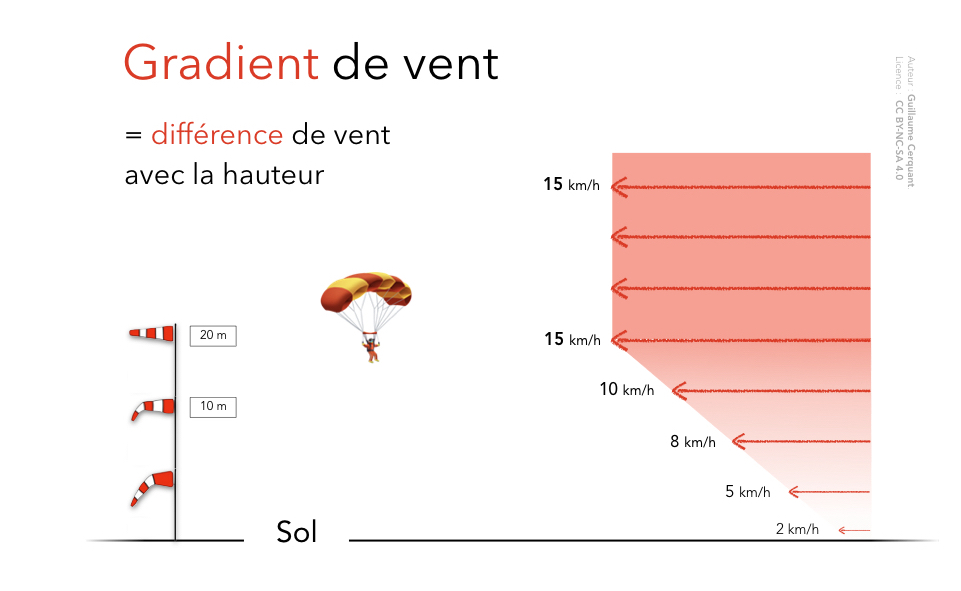 Gradient de vent
= différence de vent
avec la hauteur
Auteur : Guillaume Cerquant
Licence : CC BY-NC-SA 4.0
15 km/h
15 km/h
10 km/h
8 km/h
5 km/h
2 km/h
20 m
10 m
Sol